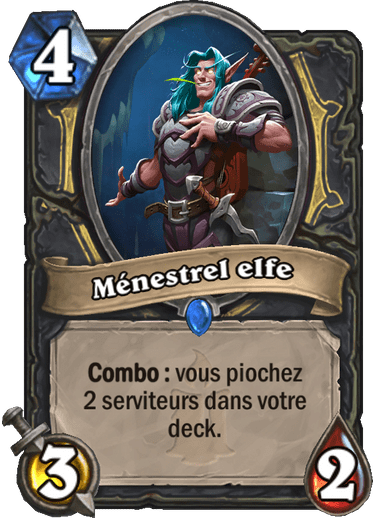 4
Ménestrel elfe
Combo : vous piochez
2 serviteurs dans votre
deck.
3
2